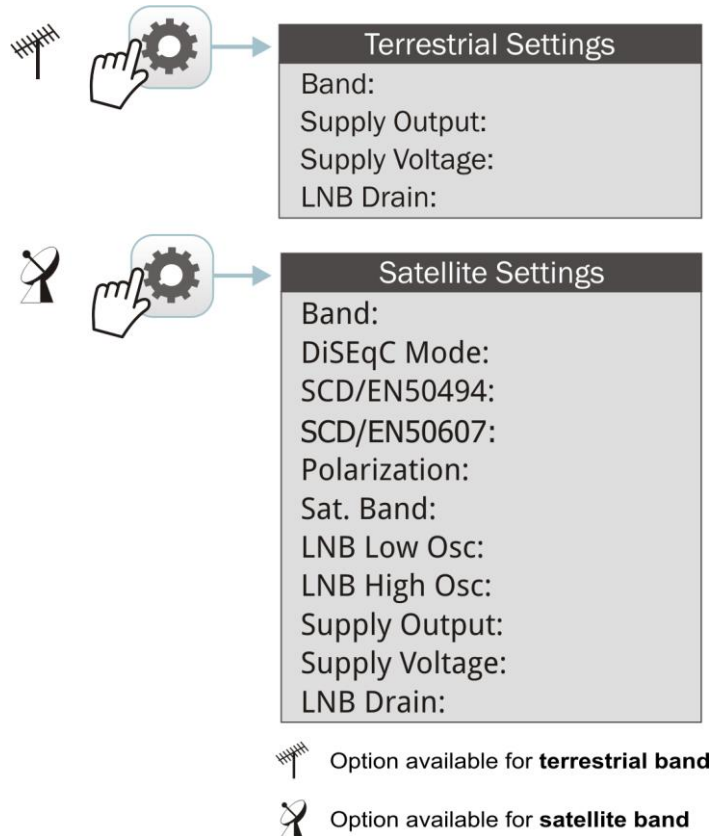 Terrestrial Settings
Band:
Supply Output:
Supply Voltage:
LNB Drain:
Satellite Settings
Band:
DiSEqC Mode:
SCD/EN50494:
SCD/EN50607:
Polarization:
Sat. Band:
LNB Low Osc:
LNB High Osc:
Supply Output:
Supply Voltage:
LNB Drain:
Option available for terrestrial band
Option available for satellite band